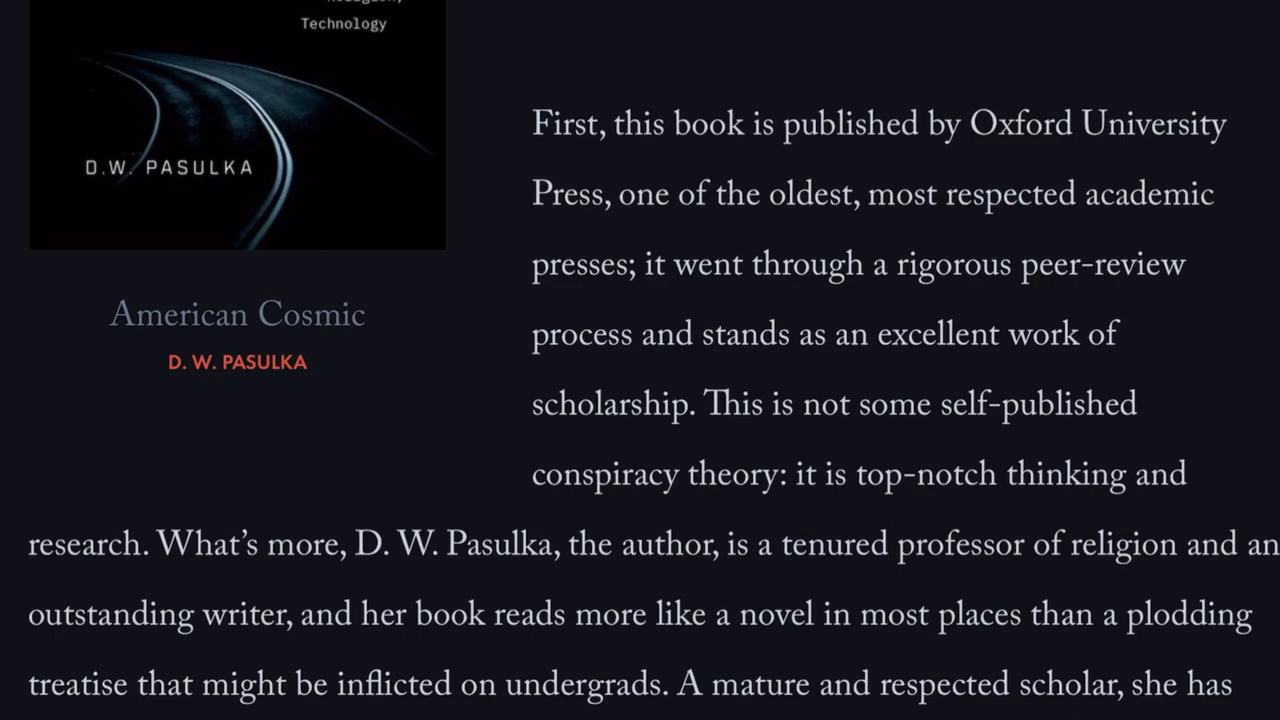 Technology
D.W. PASULKA
American Cosmic
D. W. PASULKA
First, this book is published by Oxford University
Press, one of the oldest, most respected academic
presses; it went through a rigorous peer-review
process and stands as an excellent work of
scholarship. This is not some self-published
conspiracy theory: it is top-notch thinking and
research. What’s more, D. W. Pasulka, the author, is a tenured professor of religion and an
outstanding writer, and her book reads more like a novel in most places than a plodding
treatise that might be inflicted on undergrads. A mature and respected scholar, she has